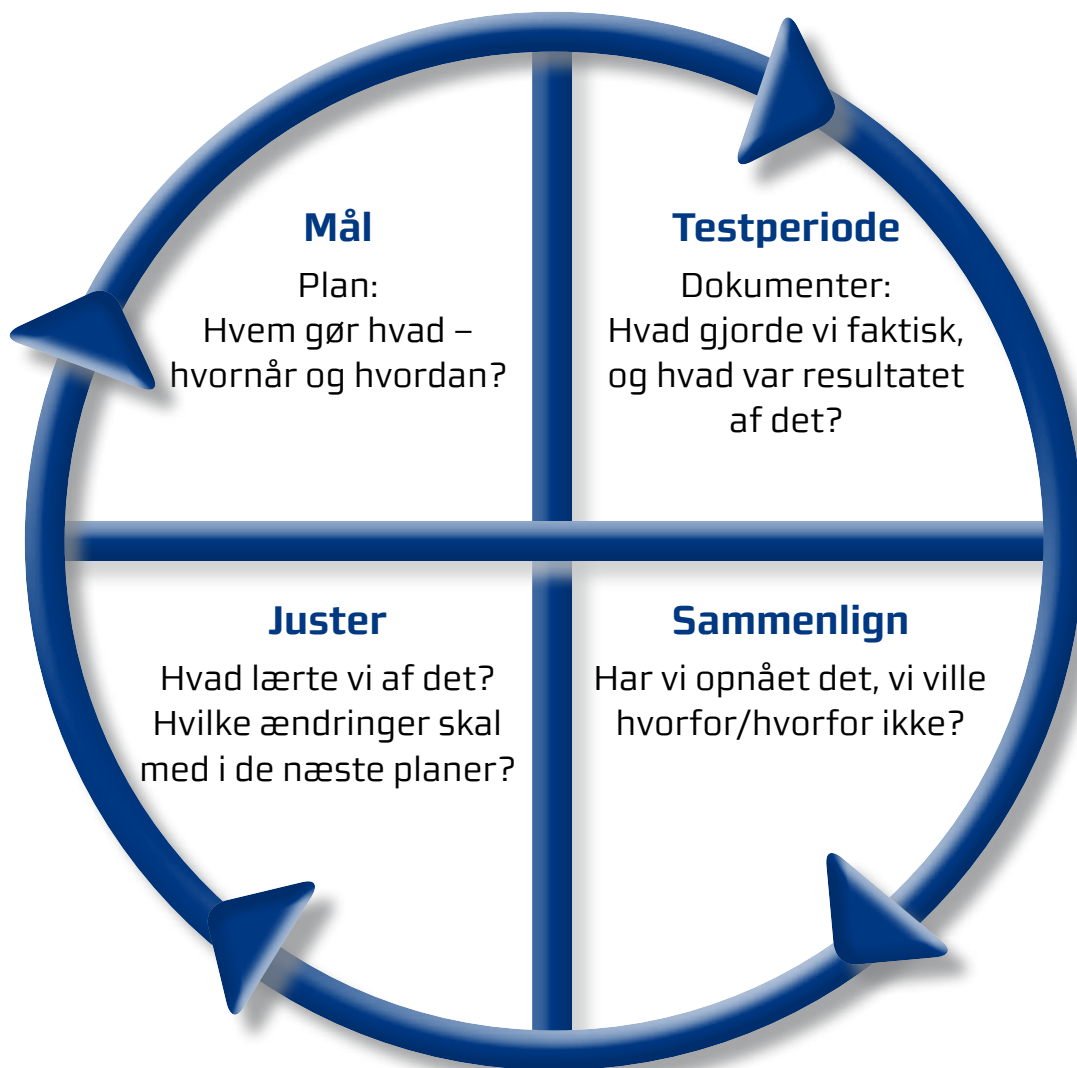 Mål
Plan:
Hvem gør hvad –
hvornår og hvordan?
Testperiode
Dokumenter:
Hvad gjorde vi faktisk,
og hvad var resultatet
af det?
Juster
Hvad lærte vi af det?
Hvilke ændringer skal
med i de næste planer?
Sammenlign
Har vi opnået det, vi ville
hvorfor/hvorfor ikke?